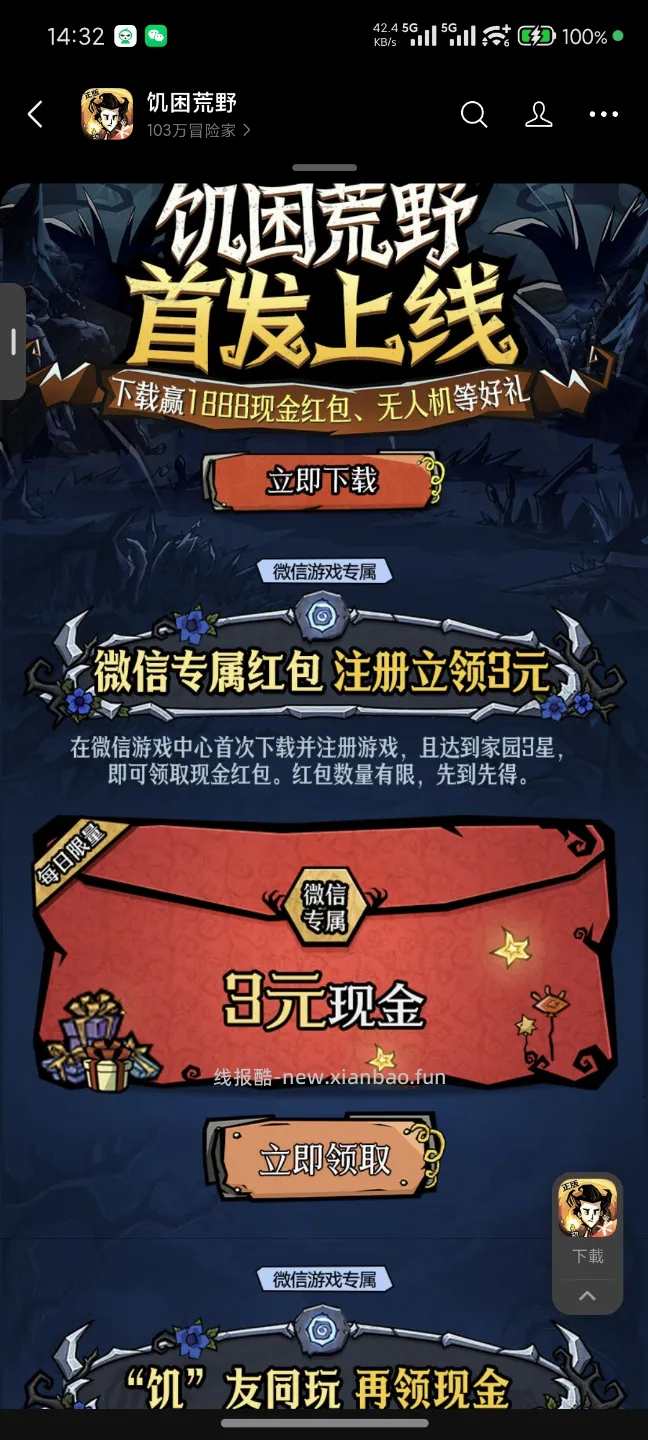 14:32
42.4 KB/s 5G 5G 6 100%
饥困荒野
正版
103万冒险家
饥困荒野
首发上线
下载赢1888现金红包、无人机等好礼
立即下载
微信游戏专属
微信专属红包 注册立领3元
在微信游戏中心首次下载并注册游戏，且达到家园3星，
即可领取现金红包。红包数量有限，先到先得。
每日限量
微信
专属
3元现金
线报酷-new.xianbao.fun
立即领取
正版
下载
微信游戏专属
“饥”友同玩 再领现金